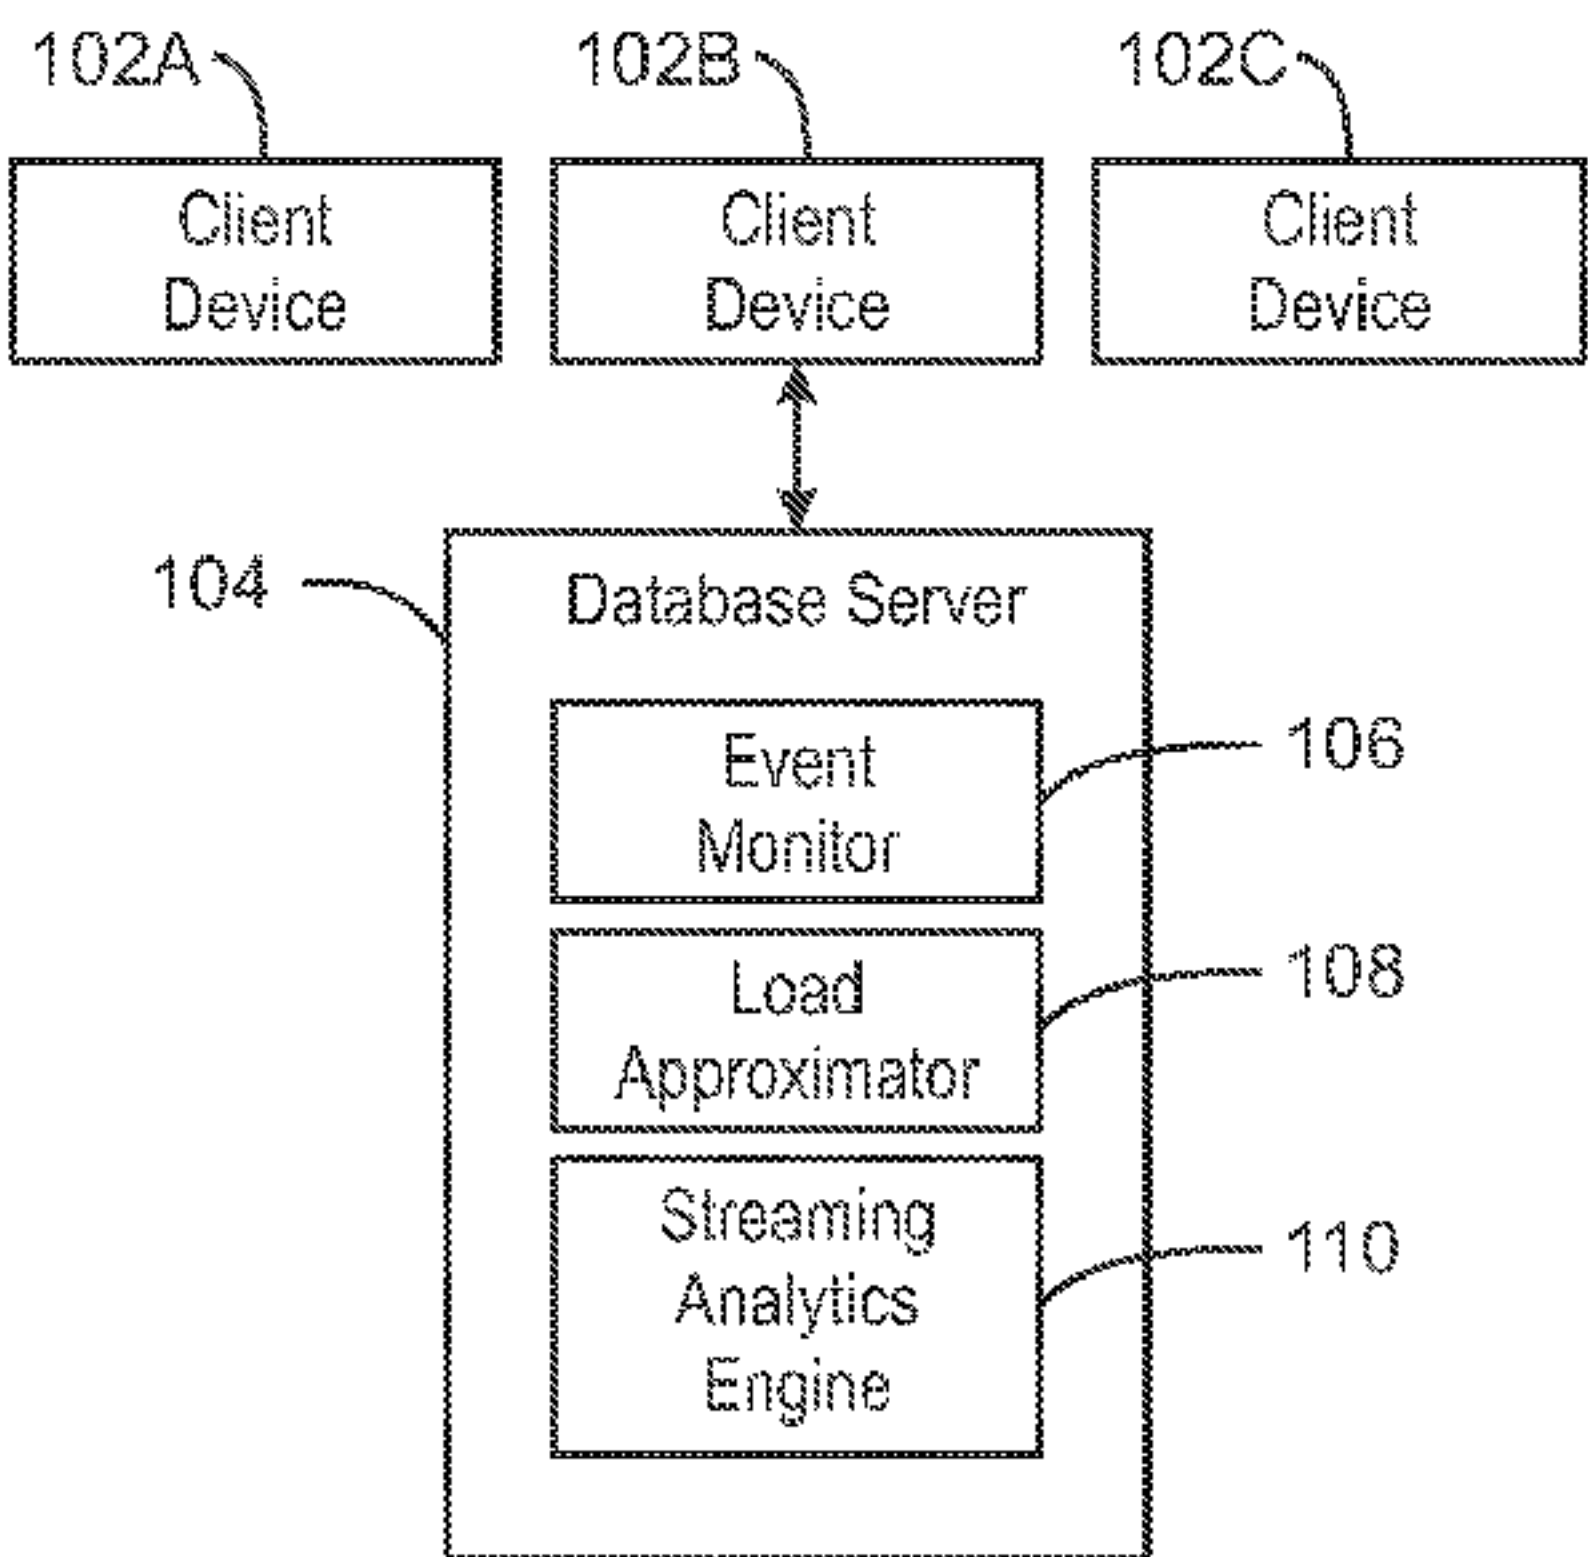 102A
102B
102C
Client
Device
Client
Device
Client
Device
104
Database Server
Event
Monitor
106
Load
Approximator
108
Streaming
Analytics
Engine
110